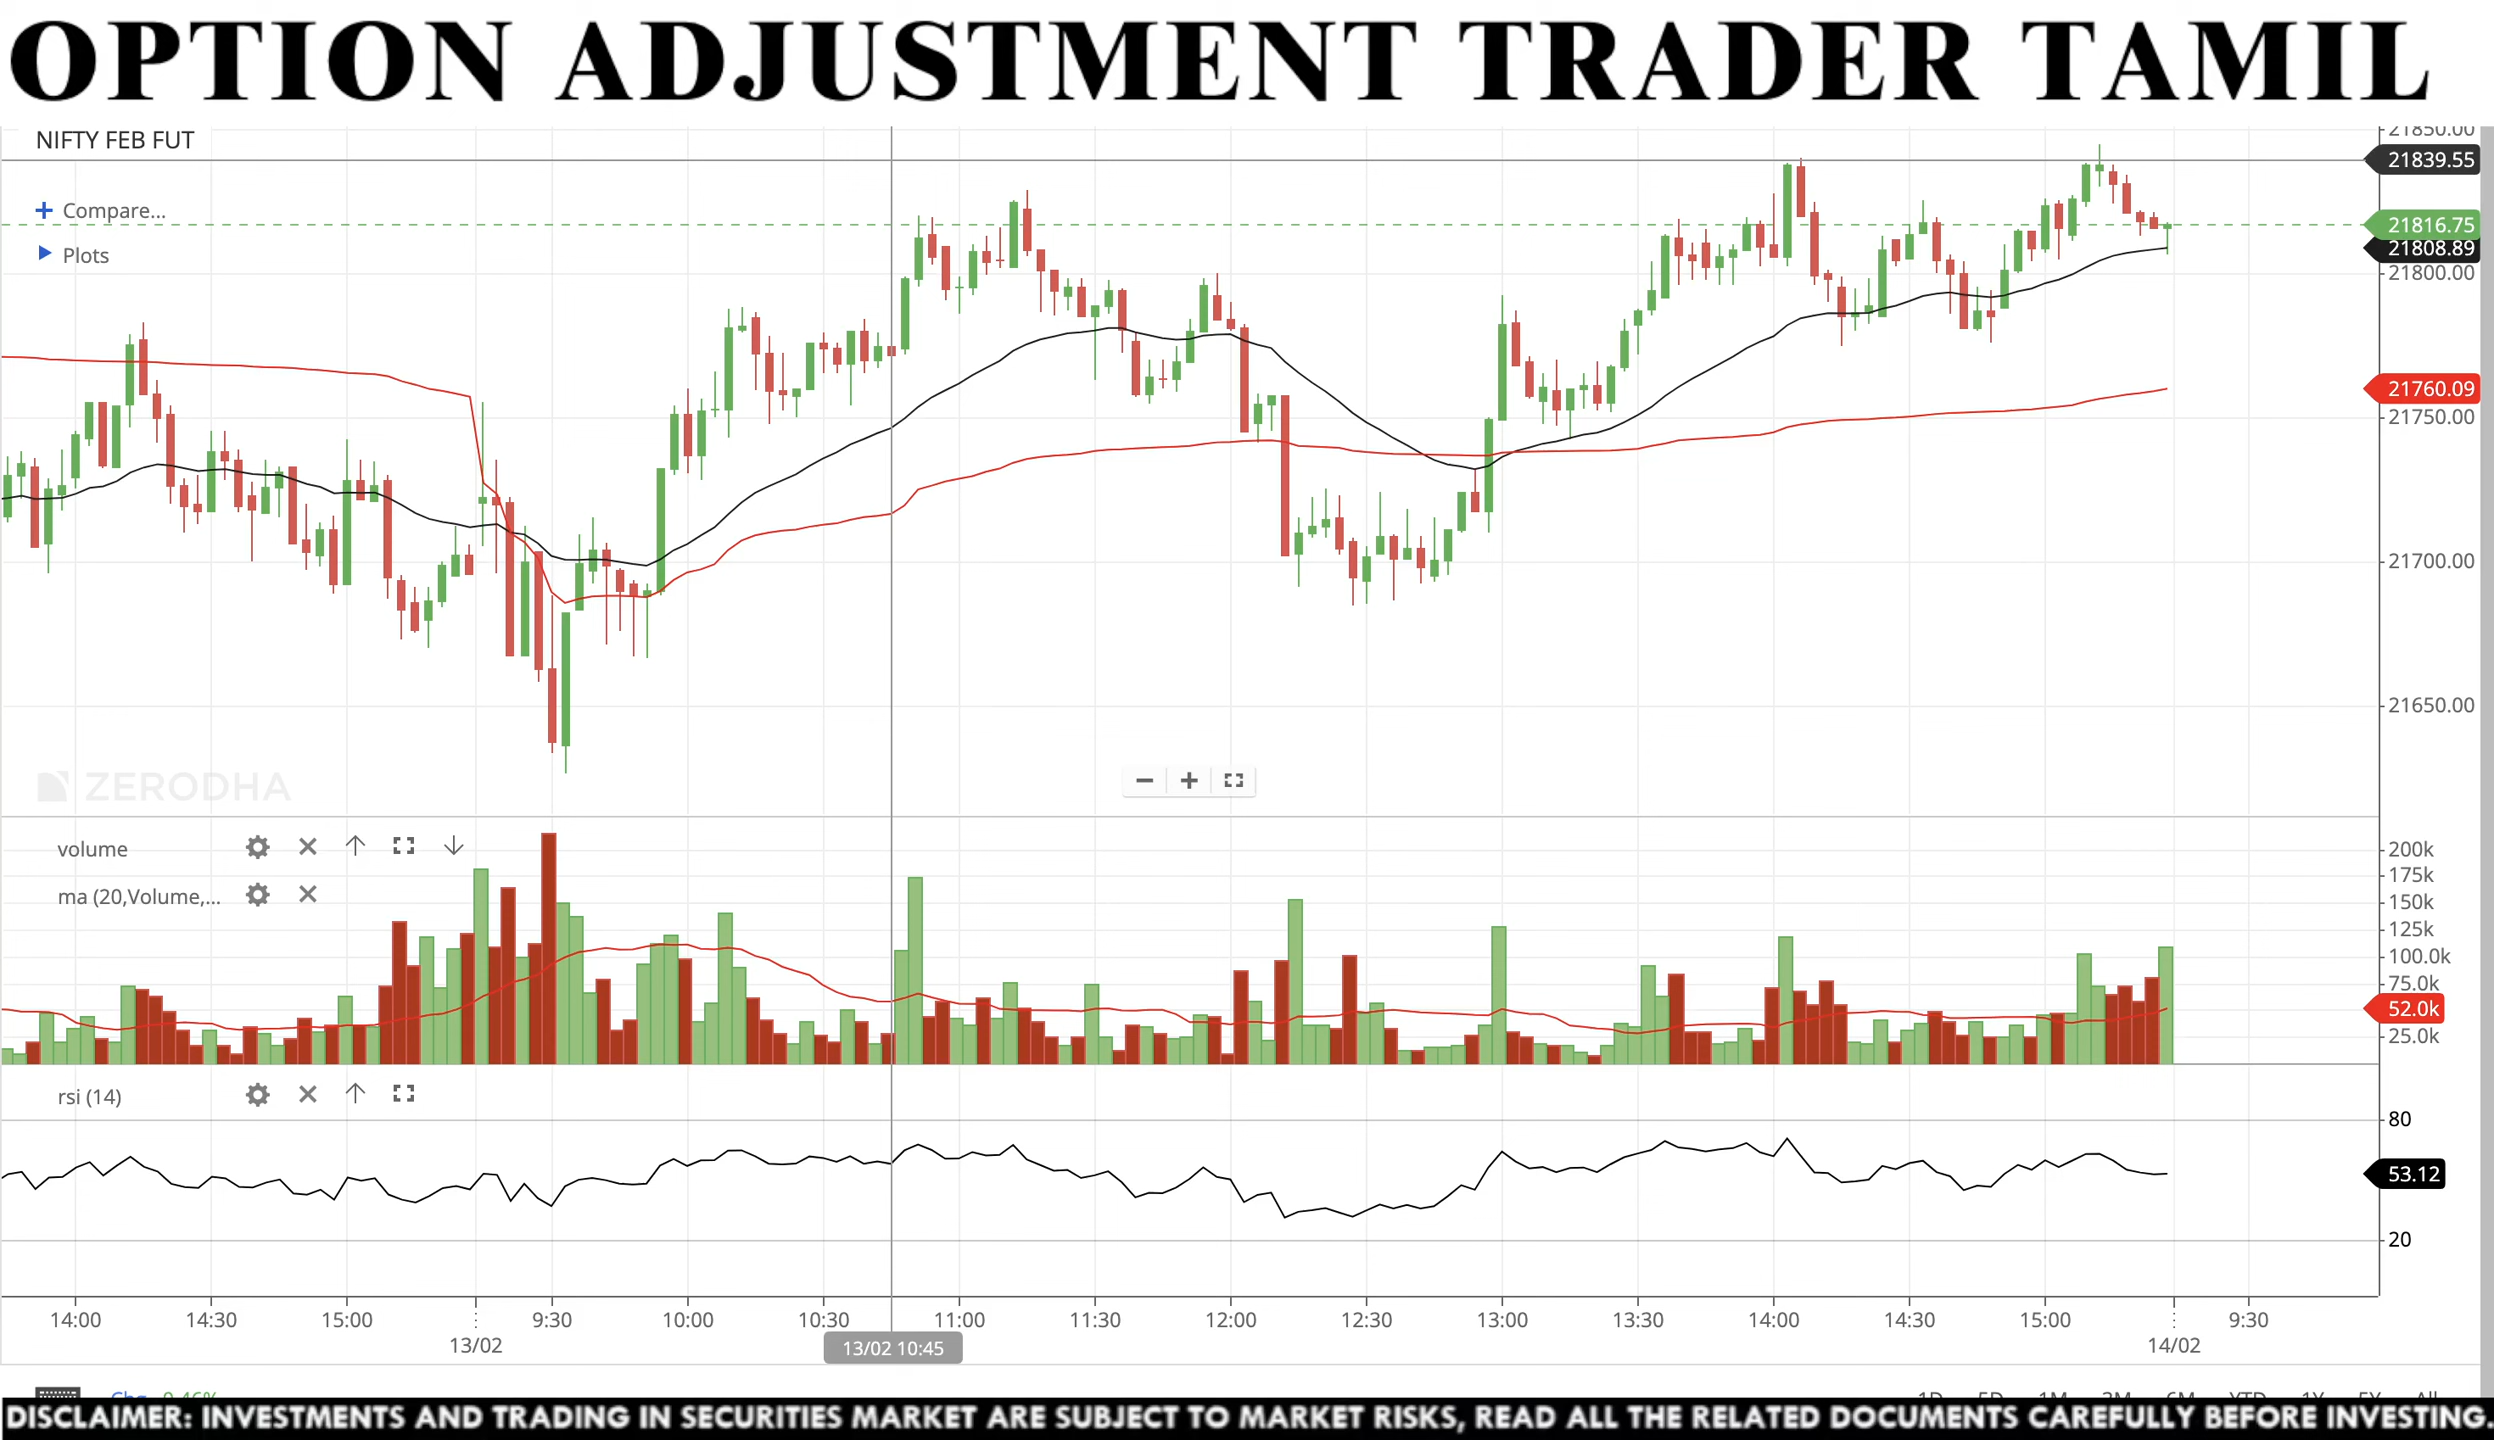 OPTION ADJUSTMENT TRADER TAMIL
NIFTY FEB FUT
21850.00
21839.55
+ Compare...
21816.75
21808.89
Plots
21800.00
21760.09
21750.00
21700.00
21650.00
ZERODHA
volume
200k
175k
ma (20,Volume,...
150k
125k
100.0k
75.0k
52.0k
25.0k
rsi (14)
80
53.12
20
14:00 14:30 15:00 9:30 10:00 10:30 11:00 11:30 12:00 12:30 13:00 13:30 14:00 14:30 15:00 9:30
13/02 13/02 10:45 14/02
DISCLAIMER: INVESTMENTS AND TRADING IN SECURITIES MARKET ARE SUBJECT TO MARKET RISKS, READ ALL THE RELATED DOCUMENTS CAREFULLY BEFORE INVESTING.